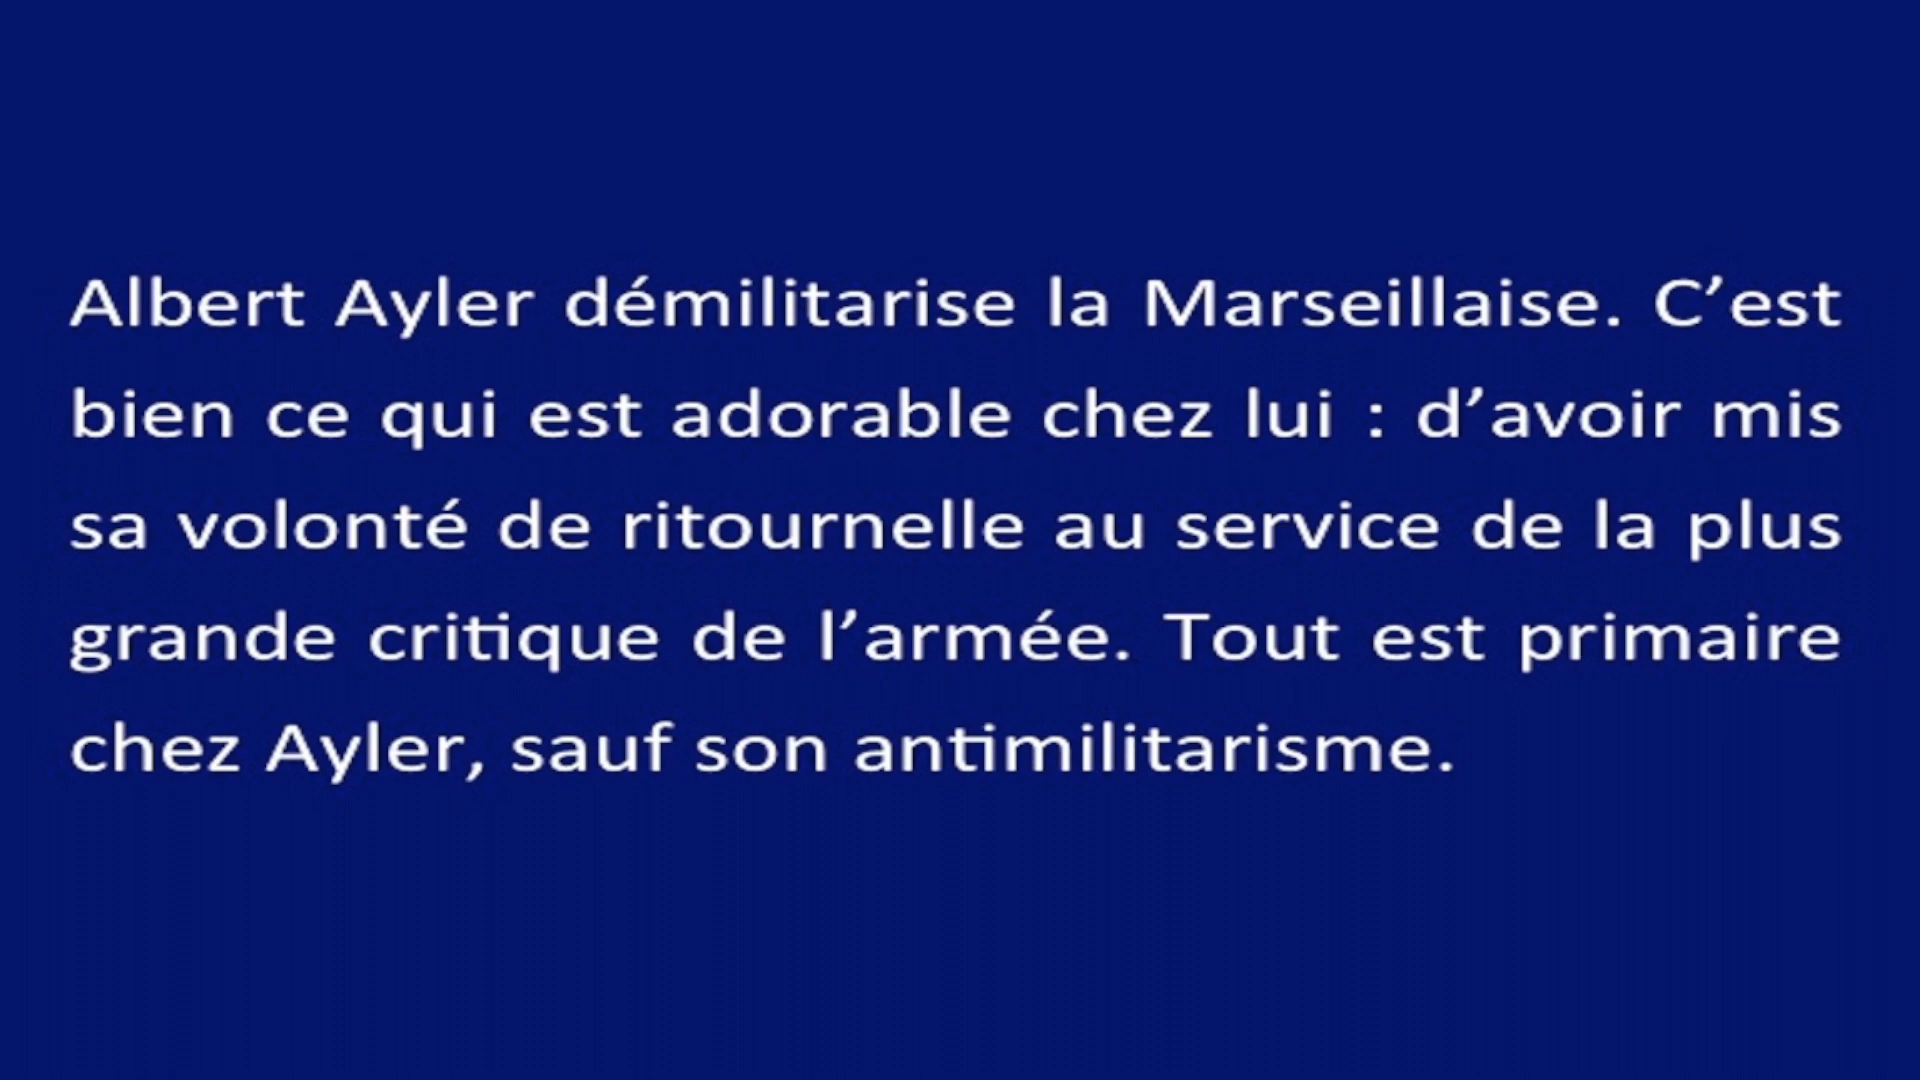 Albert Ayler démilitarise la Marseillaise. C’est
bien ce qui est adorable chez lui : d’avoir mis
sa volonté de ritournelle au service de la plus
grande critique de l’armée. Tout est primaire
chez Ayler, sauf son antimilitarisme.